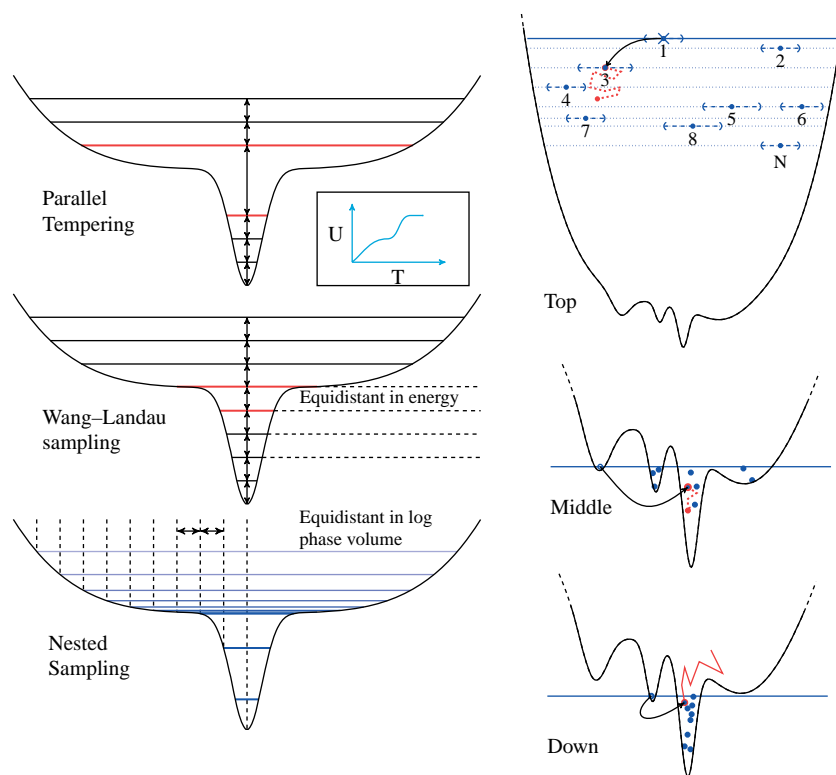 Parallel
Tempering
U
T
Wang–Landau
sampling
Equidistant in energy
Equidistant in log
phase volume
Nested
Sampling
1
2
3
4
5
6
7
8
N
Top
Middle
Down